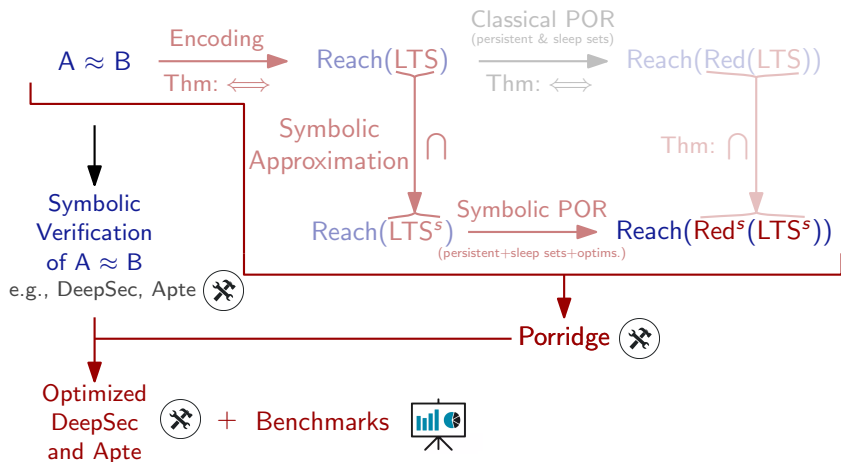 A ≈ B
Encoding
Thm: ⟺
Reach(LTS)
Classical POR
(persistent & sleep sets)
Thm: ⟺
Reach(Red(LTS))
Symbolic
Approximation
⋂
Thm: ⋂
Symbolic
Verification
of A ≈ B
e.g., DeepSec, Apte
Reach(LTSˢ)
Symbolic POR
(persistent+sleep sets+optims.)
Reach(Redˢ(LTSˢ))
Porridge
Optimized
DeepSec
and Apte
+ Benchmarks